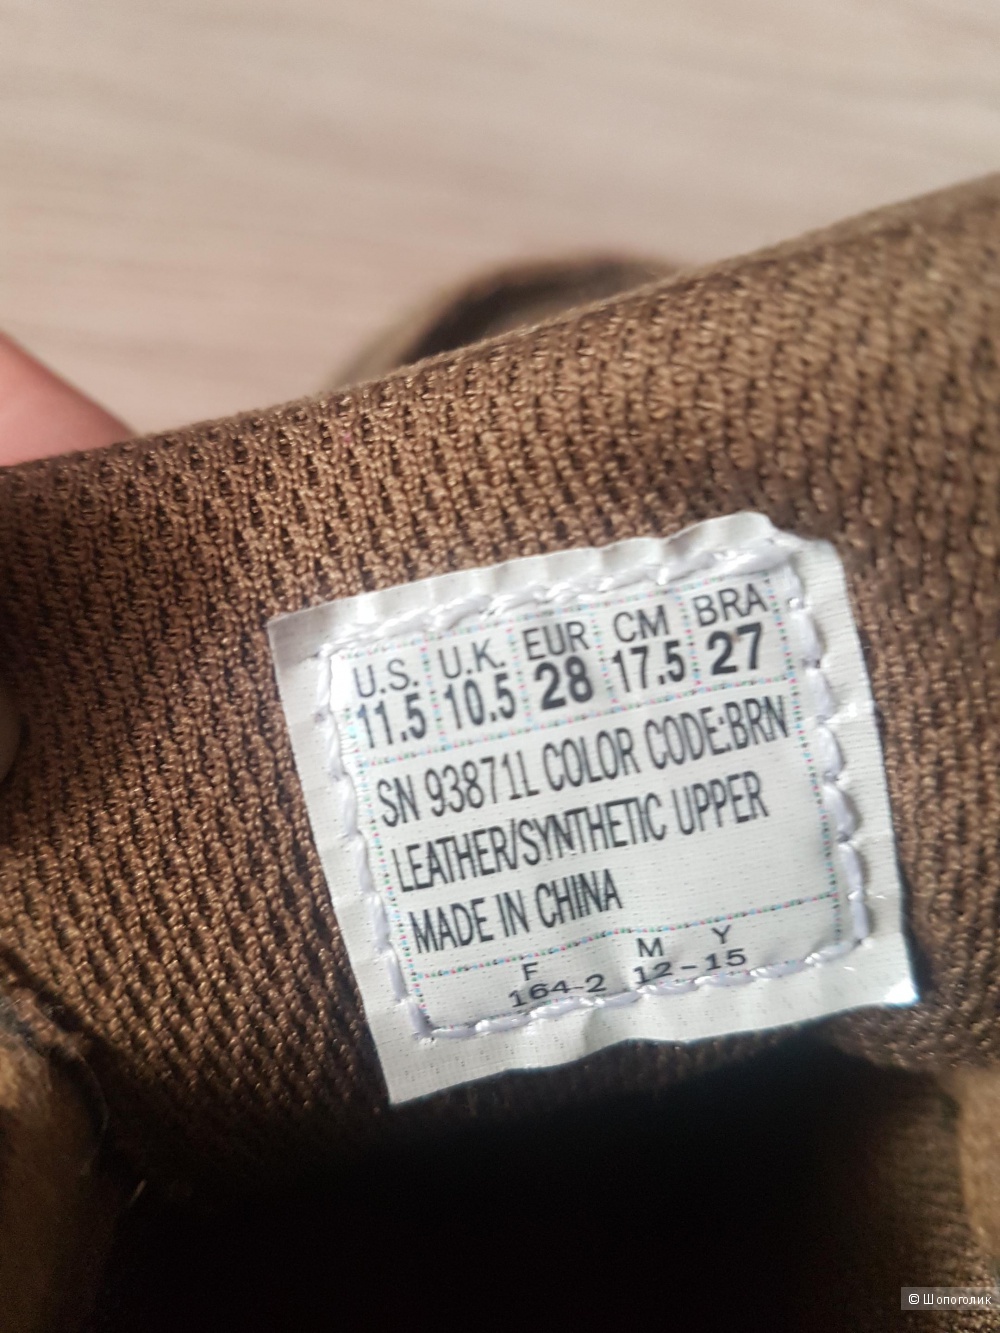 U.S. U.K. EUR CM BRA
11.5 10.5 28 17.5 27
SN 93871L COLOR CODE:BRN
LEATHER/SYNTHETIC UPPER
MADE IN CHINA
F M Y
164-2 12-15
© Шопоголик